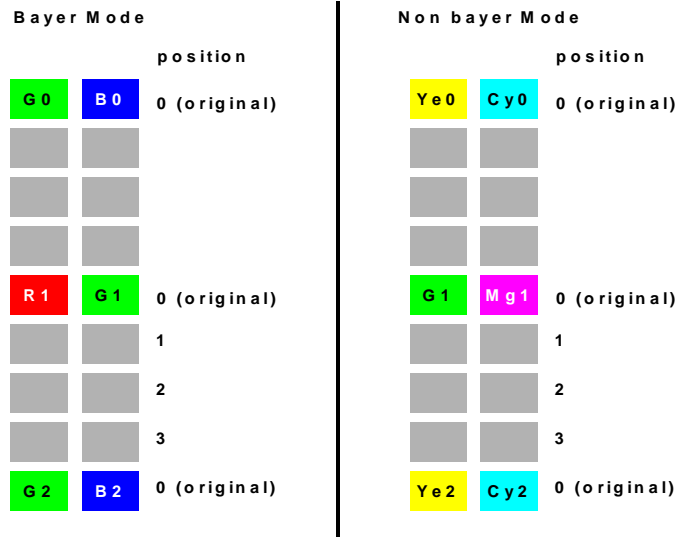 Bayer Mode
position
G0 B0 0 (original)
R1 G1 0 (original)
1
2
3
G2 B2 0 (original)
Non bayer Mode
position
Ye0 Cy0 0 (original)
G1 Mg1 0 (original)
1
2
3
Ye2 Cy2 0 (original)